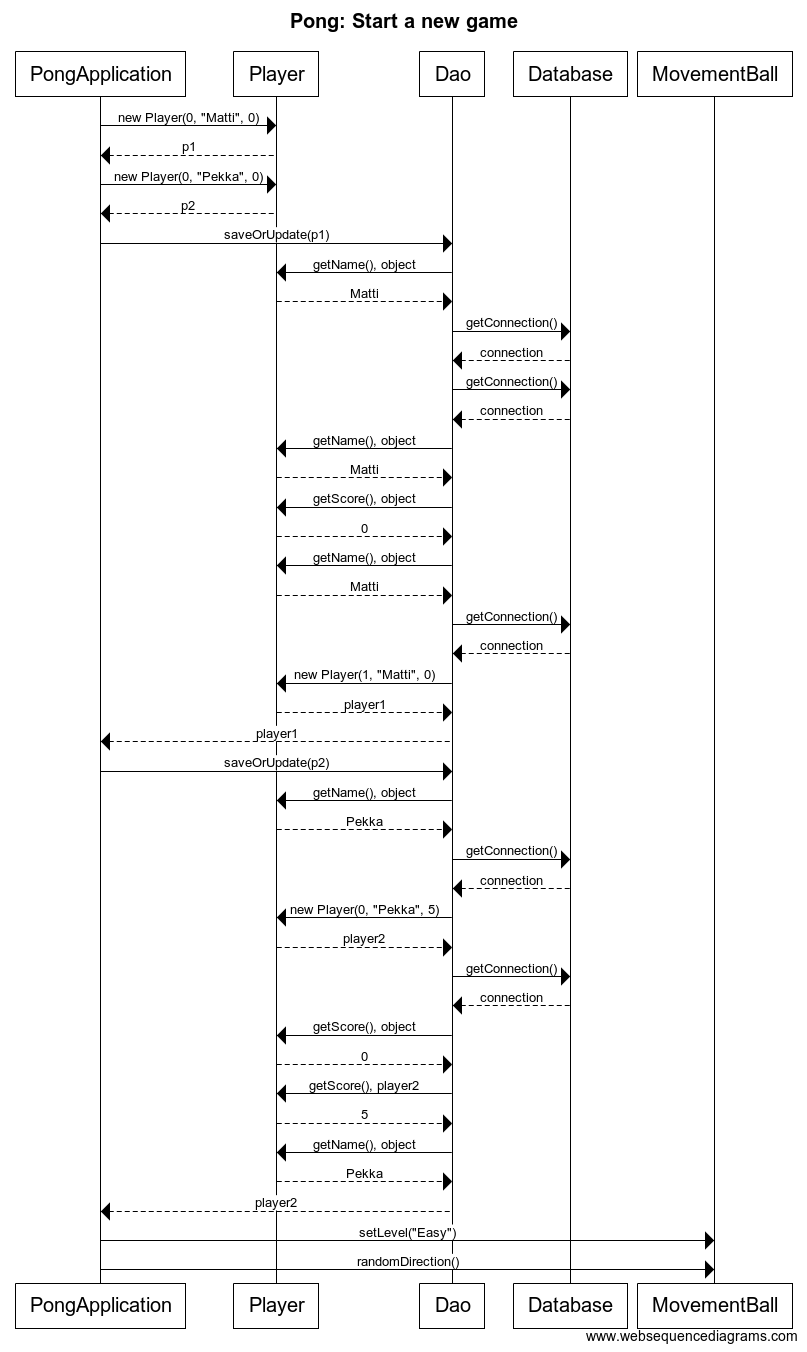 Pong: Start a new game
PongApplication
Player
Dao
Database
MovementBall
new Player(0, "Matti", 0)
p1
new Player(0, "Pekka", 0)
p2
saveOrUpdate(p1)
getName(), object
Matti
getConnection()
connection
getConnection()
connection
getName(), object
Matti
getScore(), object
0
getName(), object
Matti
getConnection()
connection
new Player(1, "Matti", 0)
player1
player1
saveOrUpdate(p2)
getName(), object
Pekka
getConnection()
connection
new Player(0, "Pekka", 5)
player2
getConnection()
connection
getScore(), object
0
getScore(), player2
5
getName(), object
Pekka
player2
setLevel("Easy")
randomDirection()
PongApplication
Player
Dao
Database
MovementBall
www.websequencediagrams.com